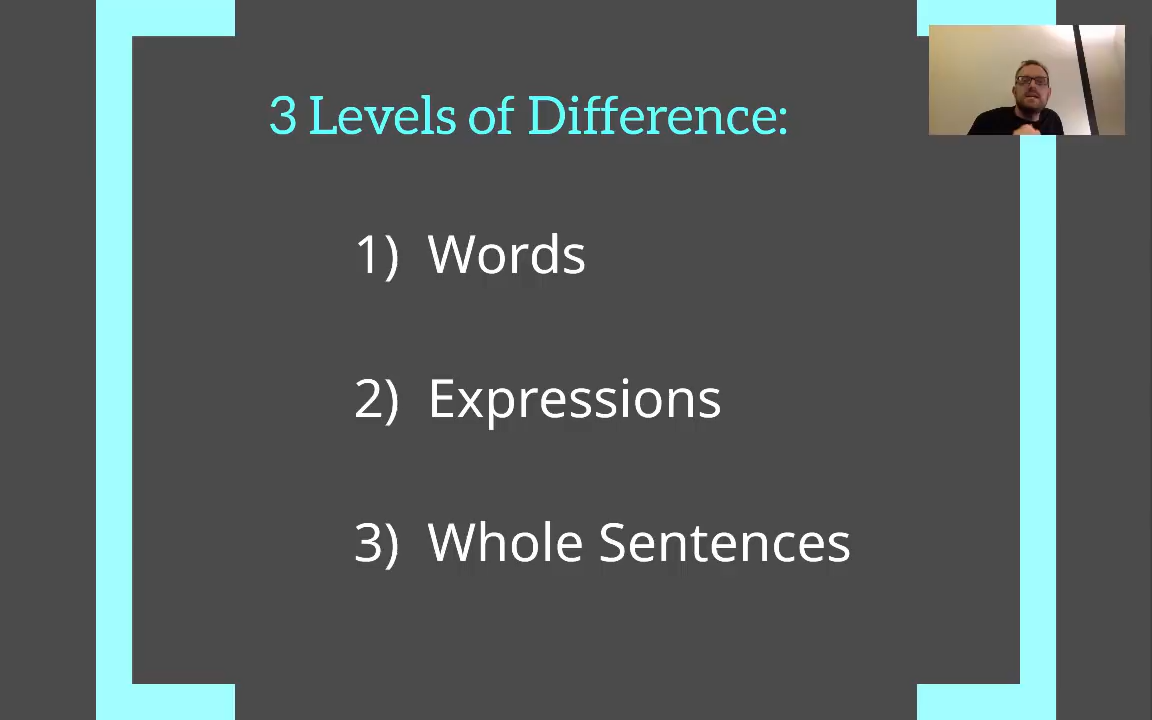 3 Levels of Difference:
1) Words
2) Expressions
3) Whole Sentences